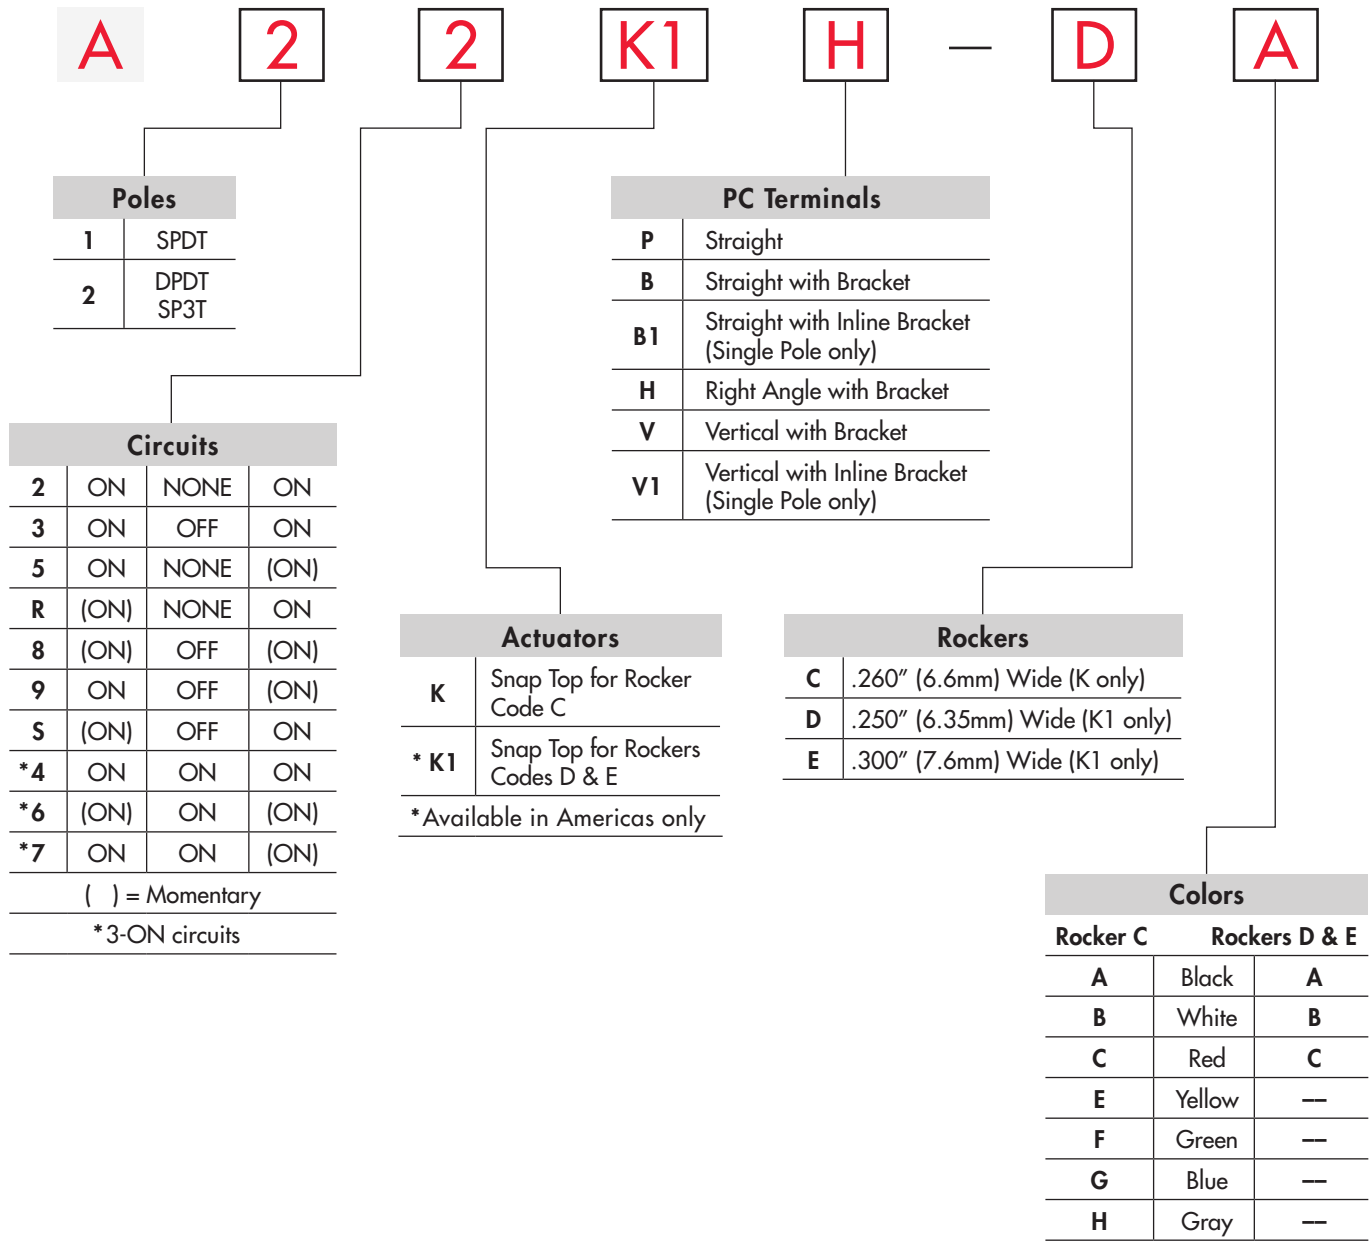 A 2 2 K1 H — D A
Poles
1 SPDT
2 DPDT
SP3T
PC Terminals
P Straight
B Straight with Bracket
B1 Straight with Inline Bracket
(Single Pole only)
H Right Angle with Bracket
V Vertical with Bracket
V1 Vertical with Inline Bracket
(Single Pole only)
Circuits
2 ON NONE ON
3 ON OFF ON
5 ON NONE (ON)
R (ON) NONE ON
8 (ON) OFF (ON)
9 ON OFF (ON)
S (ON) OFF ON
*4 ON ON ON
*6 (ON) ON (ON)
*7 ON ON (ON)
( ) = Momentary
*3-ON circuits
Actuators
K Snap Top for Rocker
Code C
* K1 Snap Top for Rockers
Codes D & E
*Available in Americas only
Rockers
C .260” (6.6mm) Wide (K only)
D .250” (6.35mm) Wide (K1 only)
E .300” (7.6mm) Wide (K1 only)
Colors
Rocker C Rockers D & E
A Black A
B White B
C Red C
E Yellow —
F Green —
G Blue —
H Gray —